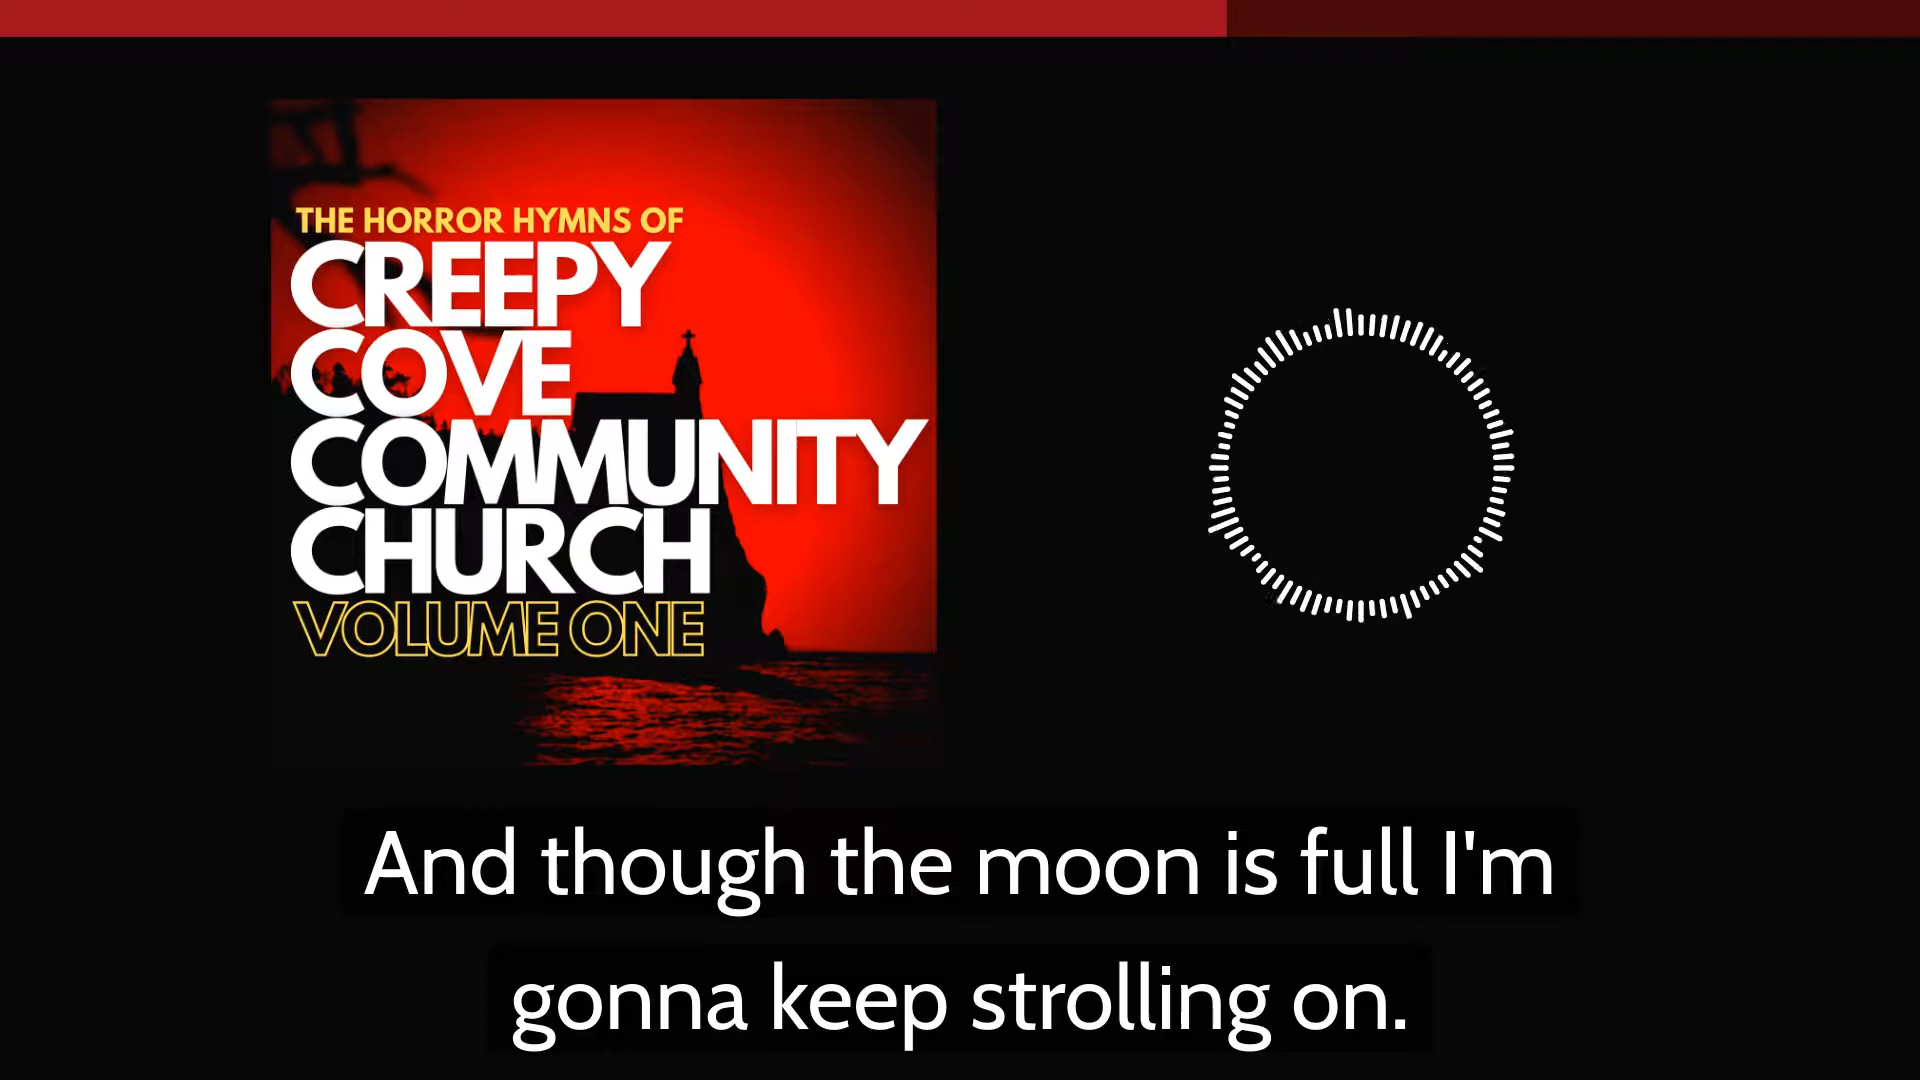 THE HORROR HYMNS OF
CREEPY
COVE
COMMUNITY
CHURCH
VOLUME ONE
And though the moon is full I'm
gonna keep strolling on.